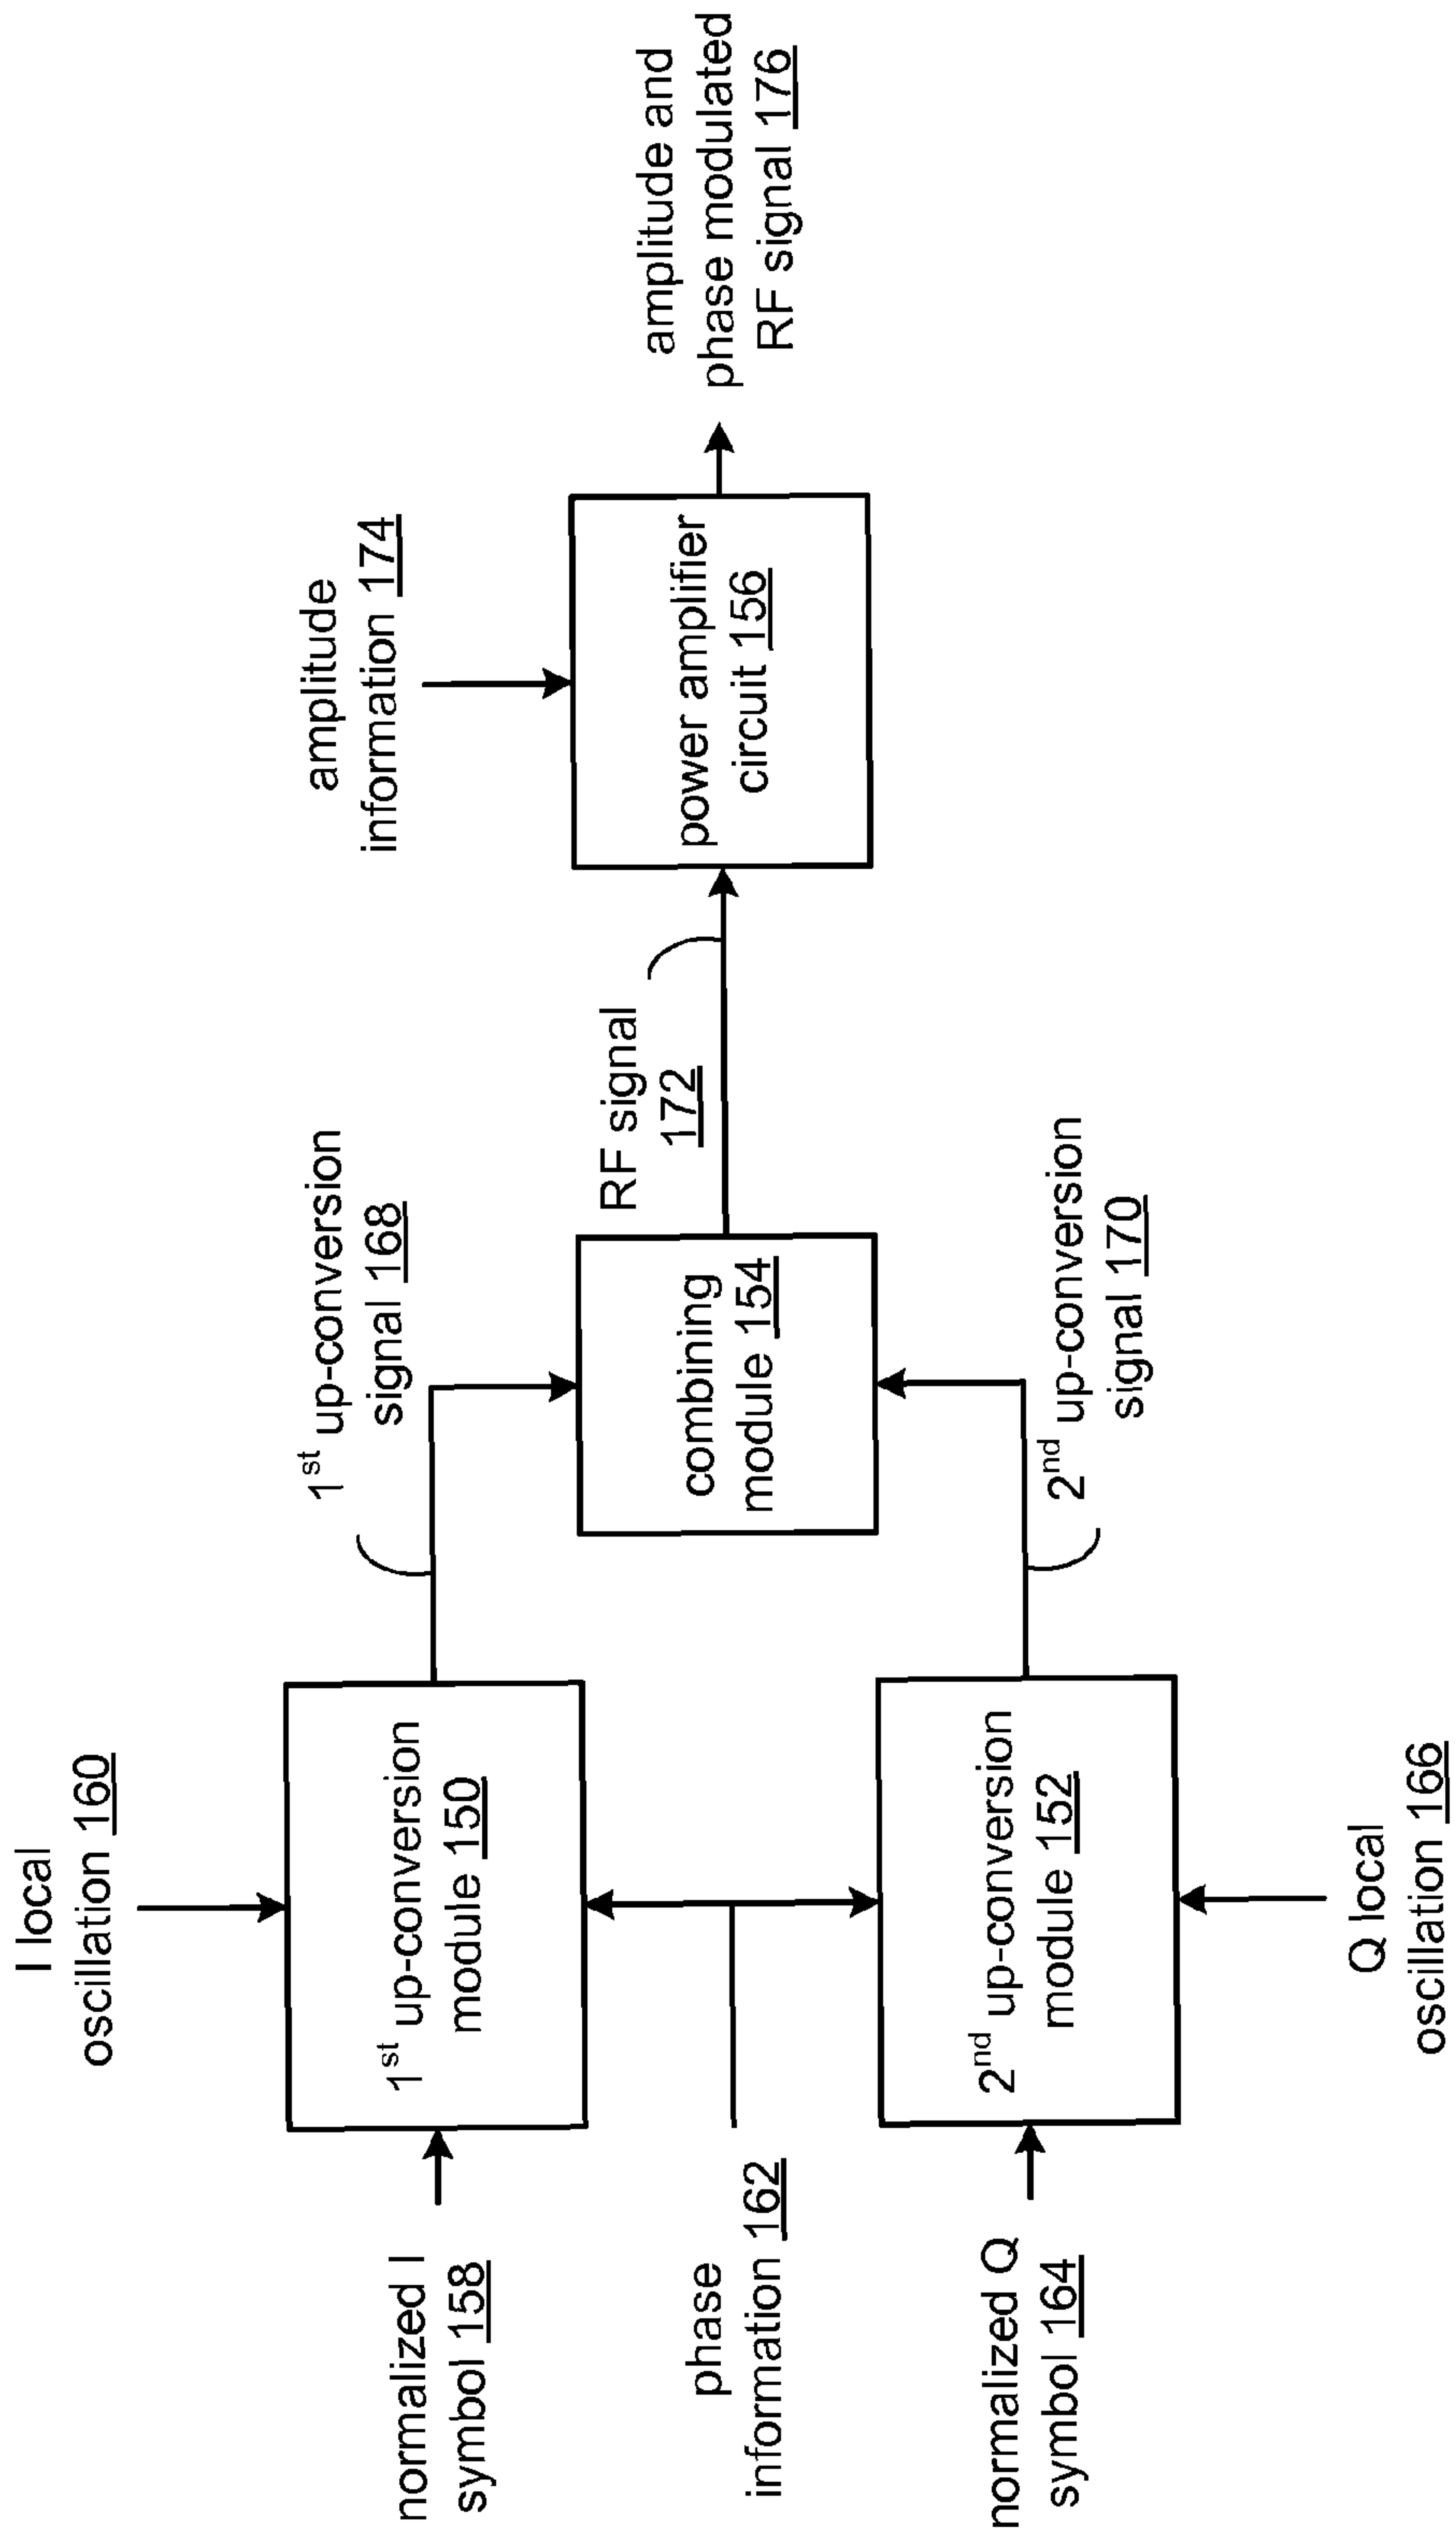 I local
oscillation 160
normalized I
symbol 158
1st up-conversion
module 150
1st up-conversion
signal 168
phase
information 162
combining
module 154
RF signal
172
amplitude
information 174
power amplifier
circuit 156
amplitude and
phase modulated
RF signal 176
normalized Q
symbol 164
2nd up-conversion
module 152
2nd up-conversion
signal 170
Q local
oscillation 166